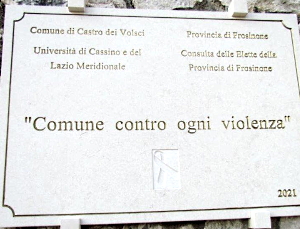 Comune di Castro dei Volsci
Provincia di Frosinone
Università di Cassino e del
Lazio Meridionale
Consulta delle Elette della
Provincia di Frosinone
"Comune contro ogni violenza"
2021